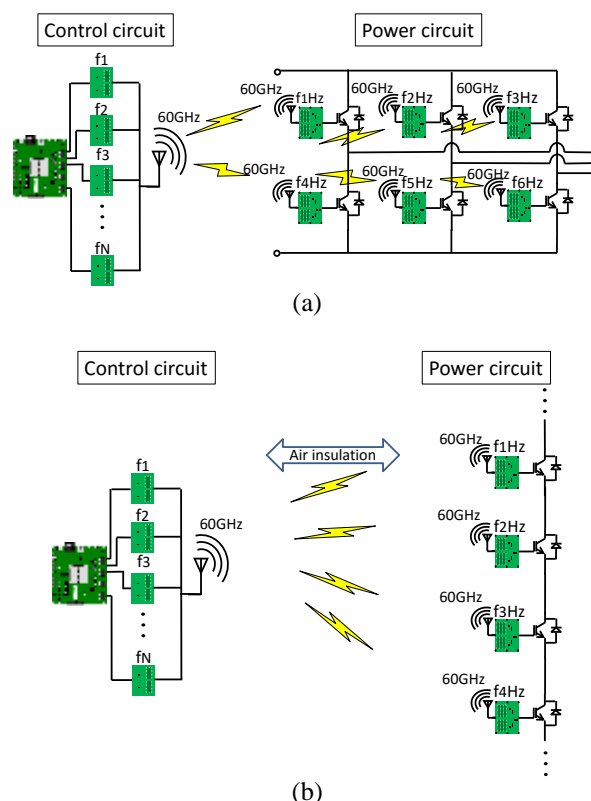 Control circuit
Power circuit
f1
f2
f3
fN
60GHz
60GHz
60GHz
60GHz
60GHz
f1Hz
f2Hz
f3Hz
60GHz
60GHz
60GHz
f4Hz
f5Hz
f6Hz
(a)
Control circuit
Power circuit
Air insulation
f1
f2
f3
fN
60GHz
60GHz
f1Hz
60GHz
f2Hz
60GHz
f3Hz
60GHz
f4Hz
(b)